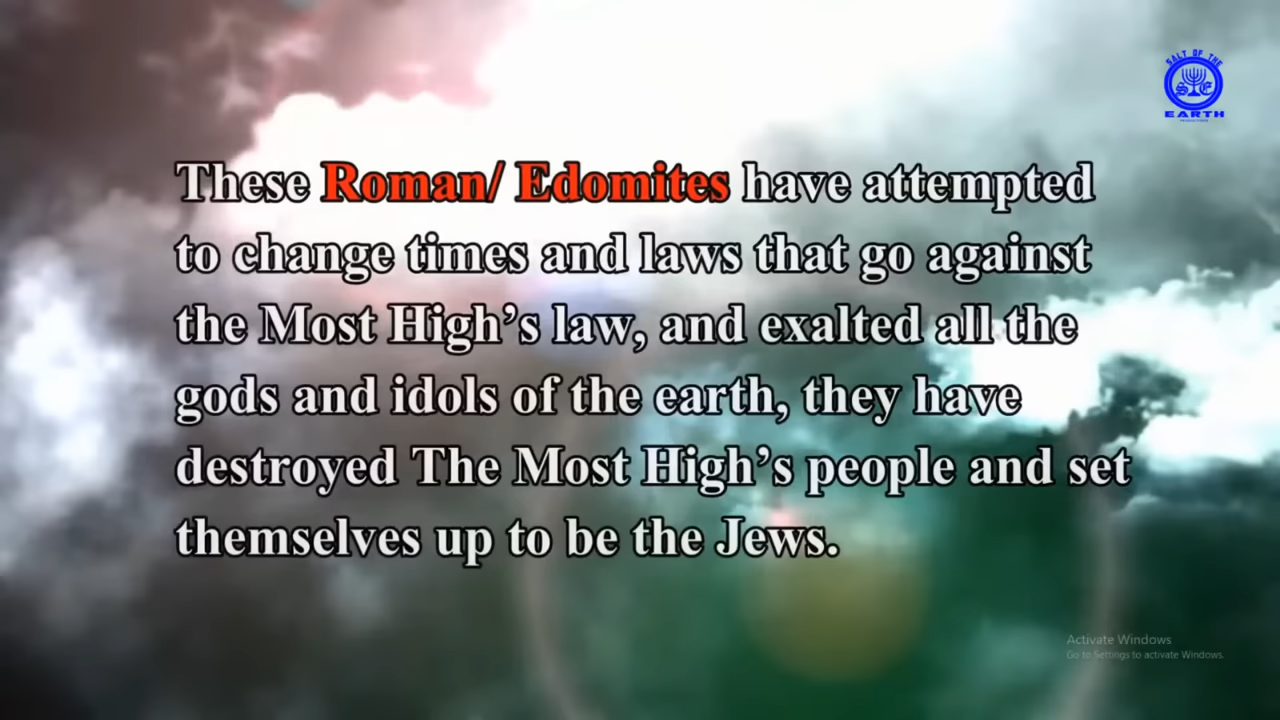 SALT OF THE
S E
EARTH
These Roman/ Edomites have attempted
to change times and laws that go against
the Most High's law, and exalted all the
gods and idols of the earth, they have
destroyed The Most High's people and set
themselves up to be the Jews.
Activate Windows
Go to Settings to activate Windows.